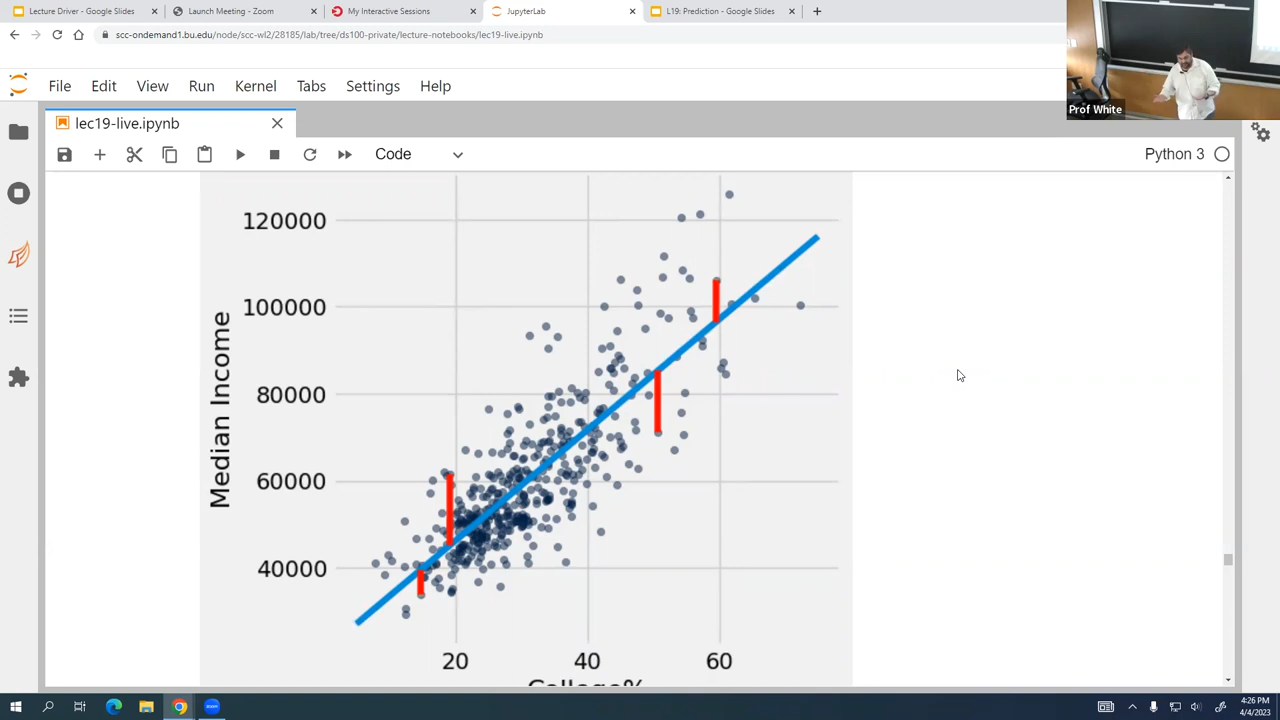 Lecture Driver - Google Slides
Launch Meeting - Zoom
My Interactive Sessions
JupyterLab
L19: Prediction - Google Slides
scc-ondemand1.bu.edu/node/scc-wl2/28185/lab/tree/ds100-private/lecture-notebooks/lec19-live.ipynb
Prof White
File Edit View Run Kernel Tabs Settings Help
lec19-live.ipynb
Code
Python 3
120000
100000
80000
60000
40000
Median Income
20 40 60
College%
4:26 PM
4/4/2023